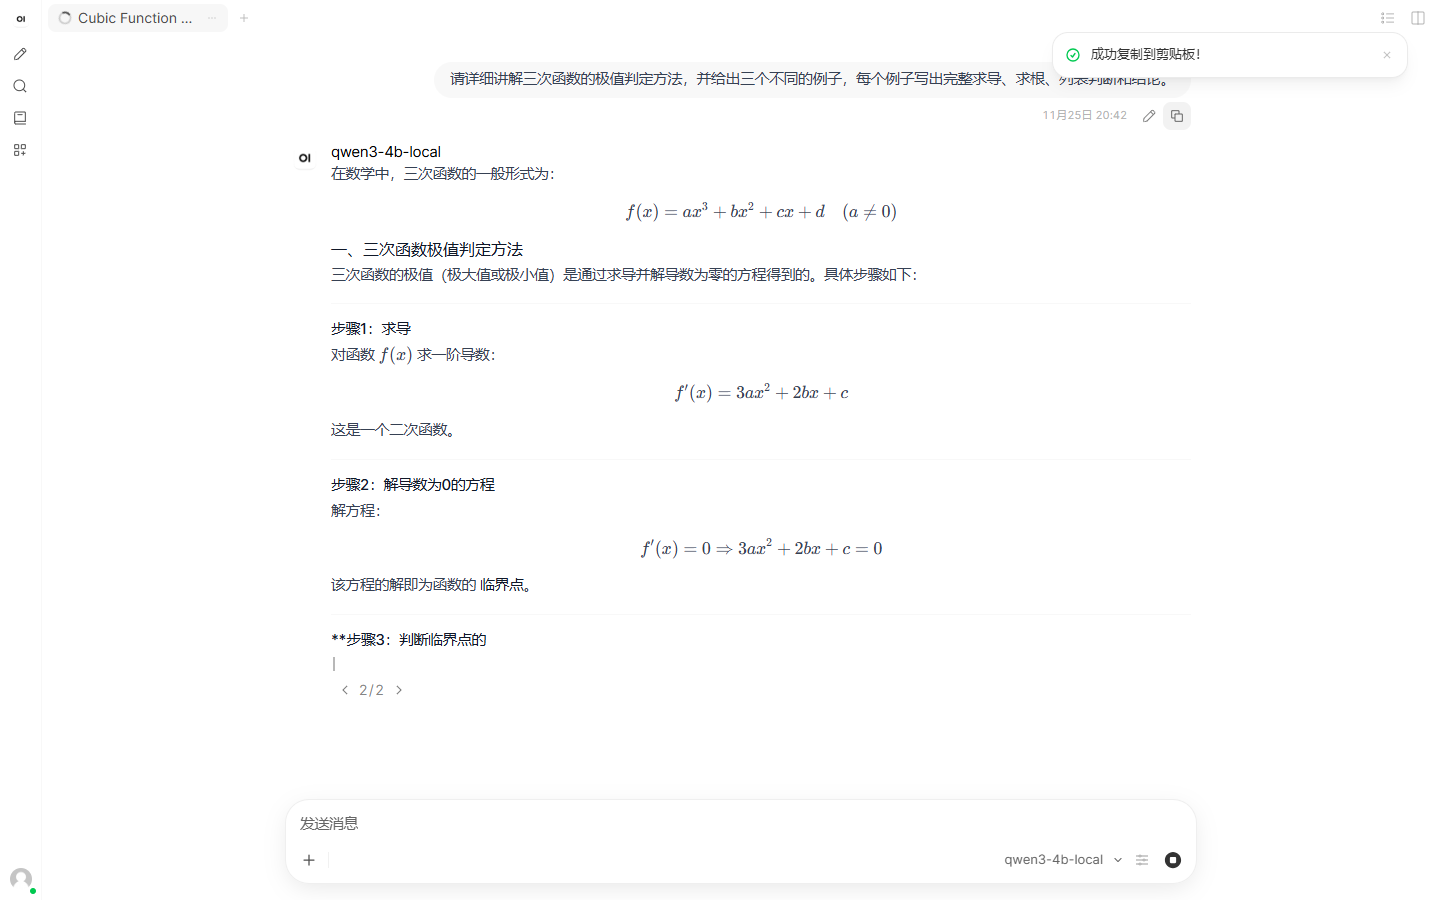 OI
Cubic Function ...
成功复制到剪贴板！
请详细讲解三次函数的极值判定方法，并给出三个不同的例子，每个例子写出完整求导、求根、列表判断和结论。
11月25日 20:42
OI
qwen3-4b-local
在数学中，三次函数的一般形式为：
f(x) = ax³ + bx² + cx + d (a ≠ 0)
一、三次函数极值判定方法
三次函数的极值（极大值或极小值）是通过求导并解导数为零的方程得到的。具体步骤如下：
步骤1：求导
对函数 f(x) 求一阶导数：
f′(x) = 3ax² + 2bx + c
这是一个二次函数。
步骤2：解导数为0的方程
解方程：
f′(x) = 0 ⇒ 3ax² + 2bx + c = 0
该方程的解即为函数的 临界点。
**步骤3：判断临界点的
2/2
发送消息
qwen3-4b-local